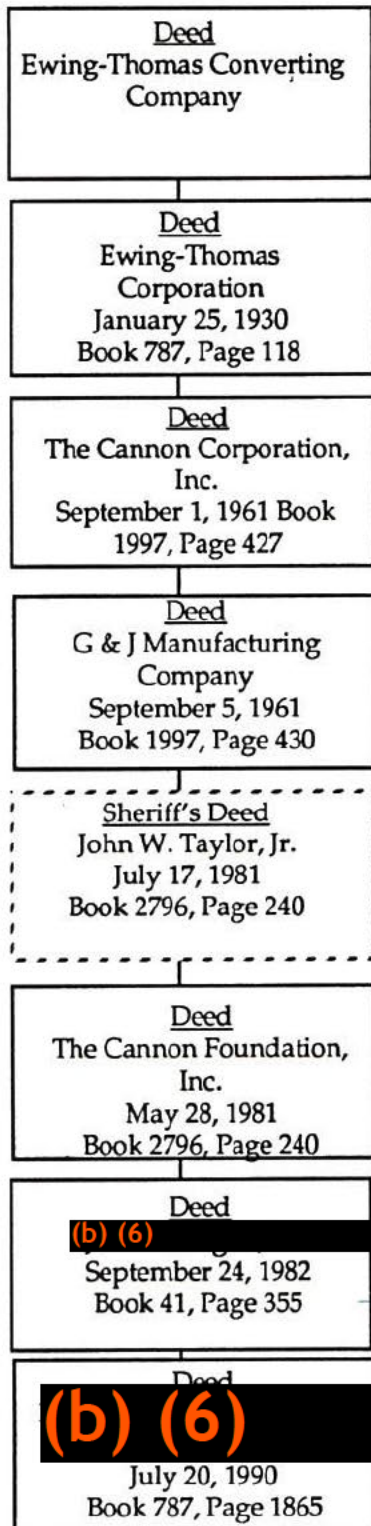 Deed
Ewing-Thomas Converting
Company
Deed
Ewing-Thomas
Corporation
January 25, 1930
Book 787, Page 118
Deed
The Cannon Corporation,
Inc.
September 1, 1961 Book
1997, Page 427
Deed
G & J Manufacturing
Company
September 5, 1961
Book 1997, Page 430
Sheriff's Deed
John W. Taylor, Jr.
July 17, 1981
Book 2796, Page 240
Deed
The Cannon Foundation,
Inc.
May 28, 1981
Book 2796, Page 240
Deed
(b) (6)
September 24, 1982
Book 41, Page 355
Deed
(b) (6)
July 20, 1990
Book 787, Page 1865